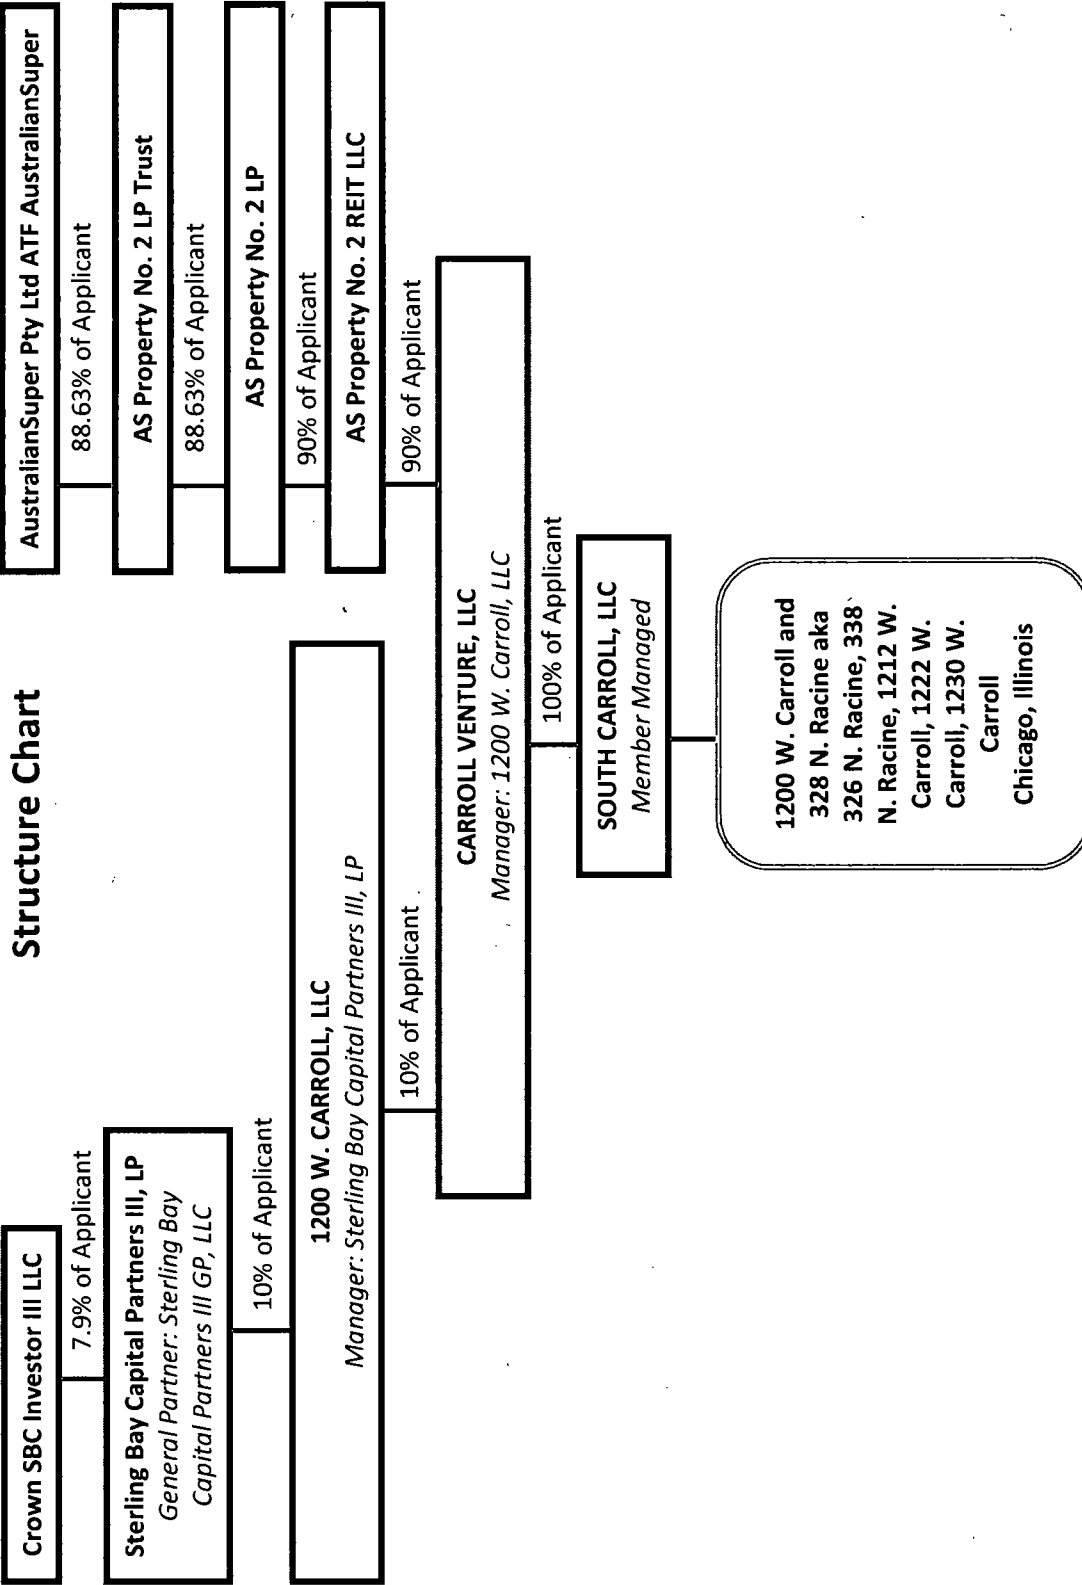 Structure Chart
Crown SBC Investor III LLC
7.9% of Applicant
Sterling Bay Capital Partners III, LP
General Partner: Sterling Bay
Capital Partners III GP, LLC
10% of Applicant
1200 W. CARROLL, LLC
Manager: Sterling Bay Capital Partners III, LP
10% of Applicant
AustralianSuper Pty Ltd ATF AustralianSuper
88.63% of Applicant
AS Property No. 2 LP Trust
88.63% of Applicant
AS Property No. 2 LP
90% of Applicant
AS Property No. 2 REIT LLC
90% of Applicant
CARROLL VENTURE, LLC
Manager: 1200 W. Carroll, LLC
100% of Applicant
SOUTH CARROLL, LLC
Member Managed
1200 W. Carroll and
328 N. Racine aka
326 N. Racine, 338
N. Racine, 1212 W.
Carroll, 1222 W.
Carroll, 1230 W.
Carroll
Chicago, Illinois